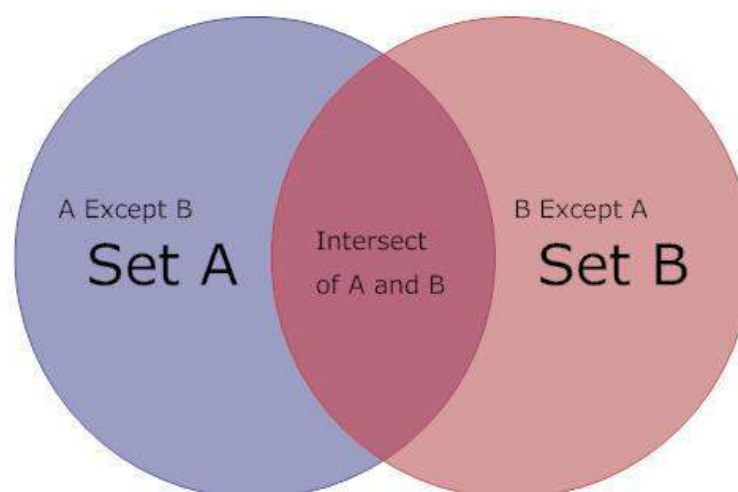 A Except B
Set A
Intersect
of A and B
B Except A
Set B